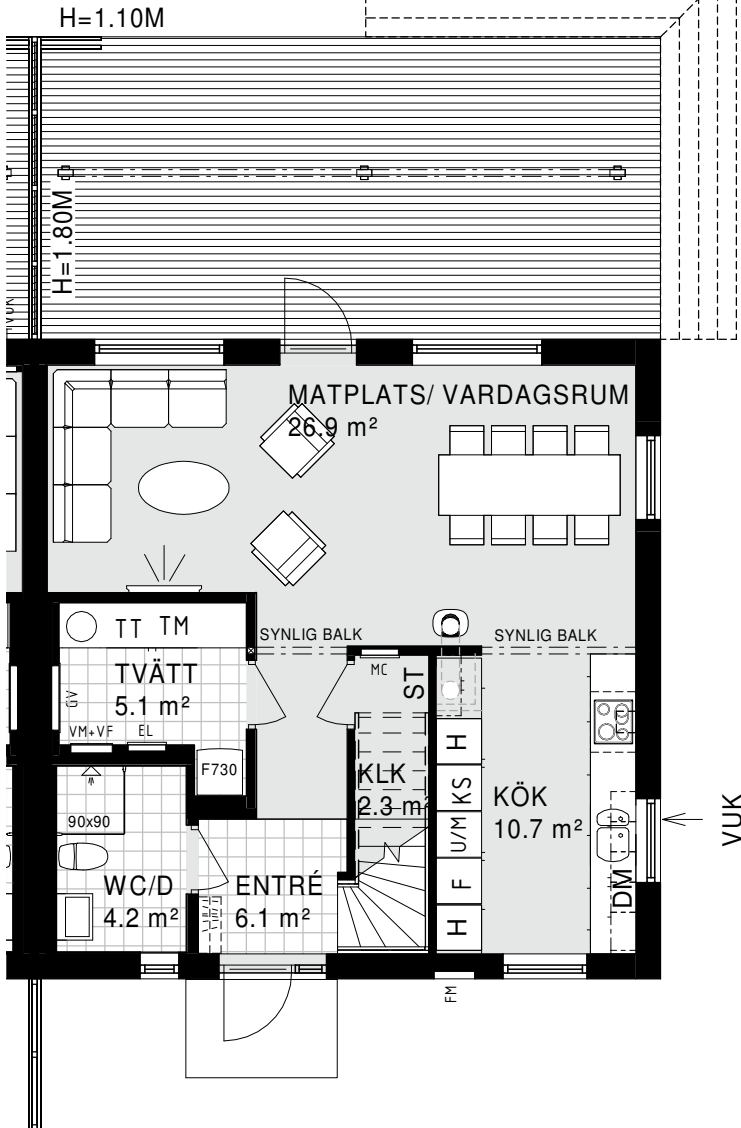 H=1.10M
H=1.80M
VUK
MATPLATS/ VARDAGSRUM
26.9 m²
TT TM
SYNLIG BALK
SYNLIG BALK
MC
ST
TVÄTT
5.1 m²
GV
VM+VF
EL
F730
KLK
2.3 m²
H
KS
U/M
F
H
KÖK
10.7 m²
VUK
DM
90x90
WC/D
4.2 m²
ENTRÉ
6.1 m²
FM